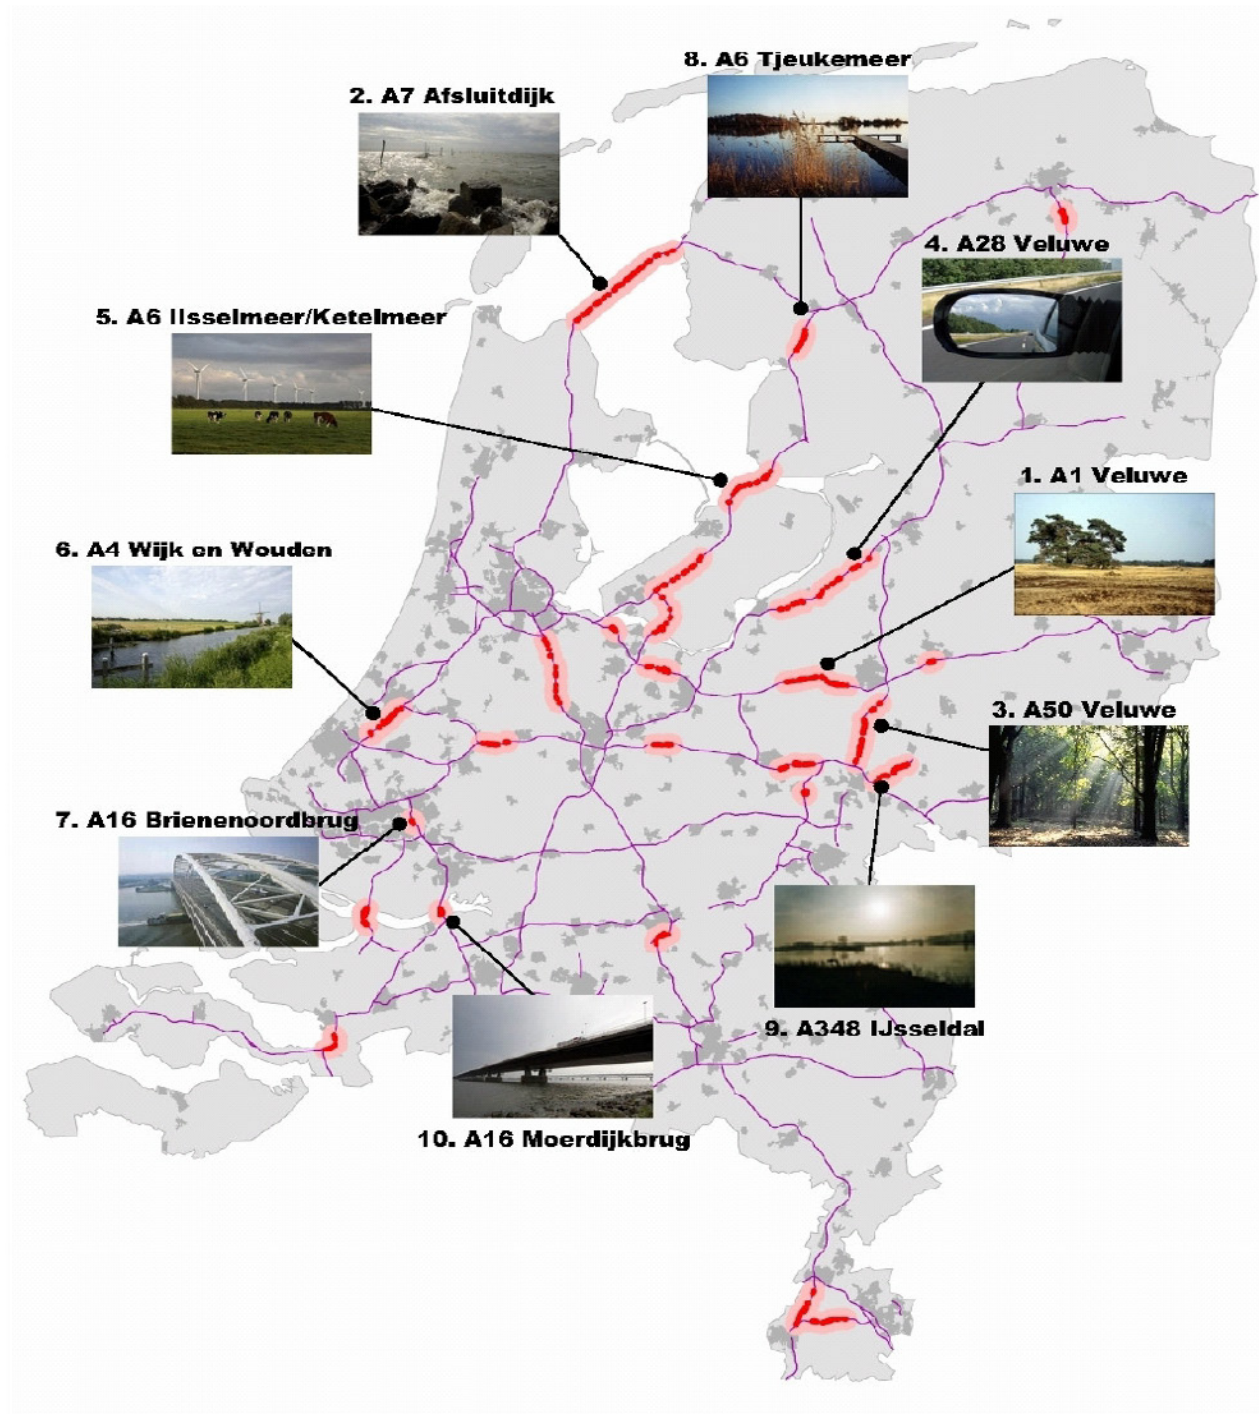 8. A6 Tjeukemeer
2. A7 Afsluitdijk
4. A28 Veluwe
5. A6 IJsselmeer/Ketelmeer
1. A1 Veluwe
6. A4 Wijk en Wouden
3. A50 Veluwe
7. A16 Brienenoordbrug
9. A348 IJsseldal
10. A16 Moerdijkbrug